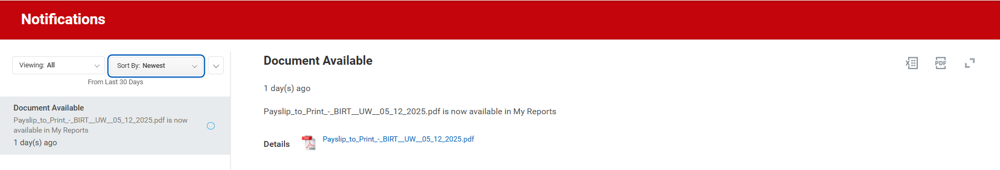 Notifications
Viewing: All
Sort By: Newest
From Last 30 Days
Document Available
Payslip_to_Print_-_BIRT__UW__05_12_2025.pdf is now
available in My Reports
1 day(s) ago
Document Available
X
PDF
1 day(s) ago
Payslip_to_Print_-_BIRT__UW__05_12_2025.pdf is now available in My Reports
Details
PDF
Payslip_to_Print_-_BIRT__UW__05_12_2025.pdf